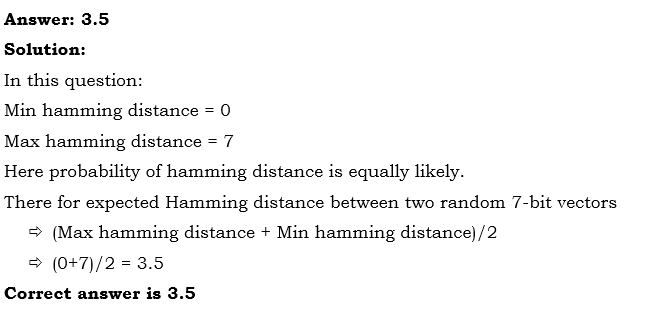 Answer: 3.5
Solution:
In this question:
Min hamming distance = 0
Max hamming distance = 7
Here probability of hamming distance is equally likely.
There for expected Hamming distance between two random 7-bit vectors
⇨ (Max hamming distance + Min hamming distance)/2
⇨ (0+7)/2 = 3.5
Correct answer is 3.5